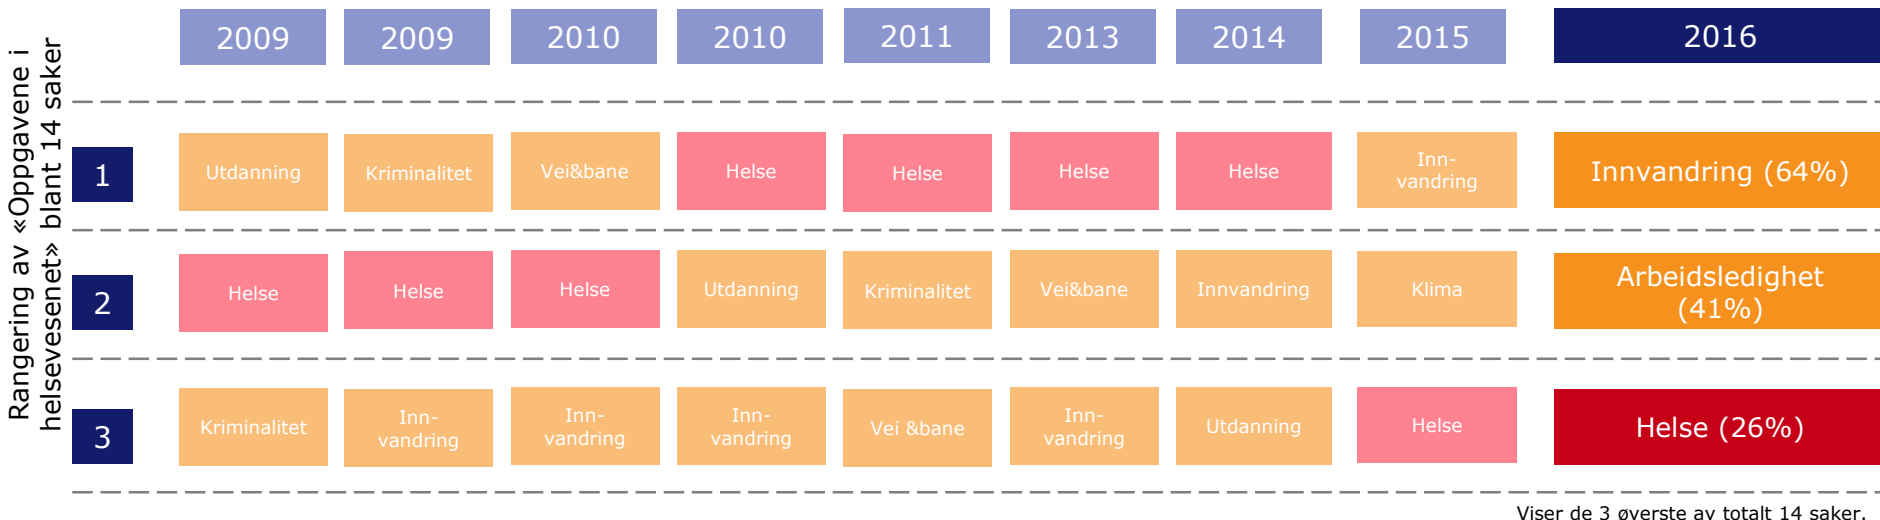 Rangering av «Oppgavene i
helsevesenet» blant 14 saker
2009 2009 2010 2010 2011 2013 2014 2015 2016
1
Utdanning
Kriminalitet
Vei&bane
Helse
Helse
Helse
Helse
Inn-
vandring
Innvandring (64%)
2
Helse
Helse
Helse
Utdanning
Kriminalitet
Vei&bane
Innvandring
Klima
Arbeidsledighet
(41%)
3
Kriminalitet
Inn-
vandring
Inn-
vandring
Inn-
vandring
Vei &bane
Inn-
vandring
Utdanning
Helse
Helse (26%)
Viser de 3 øverste av totalt 14 saker.